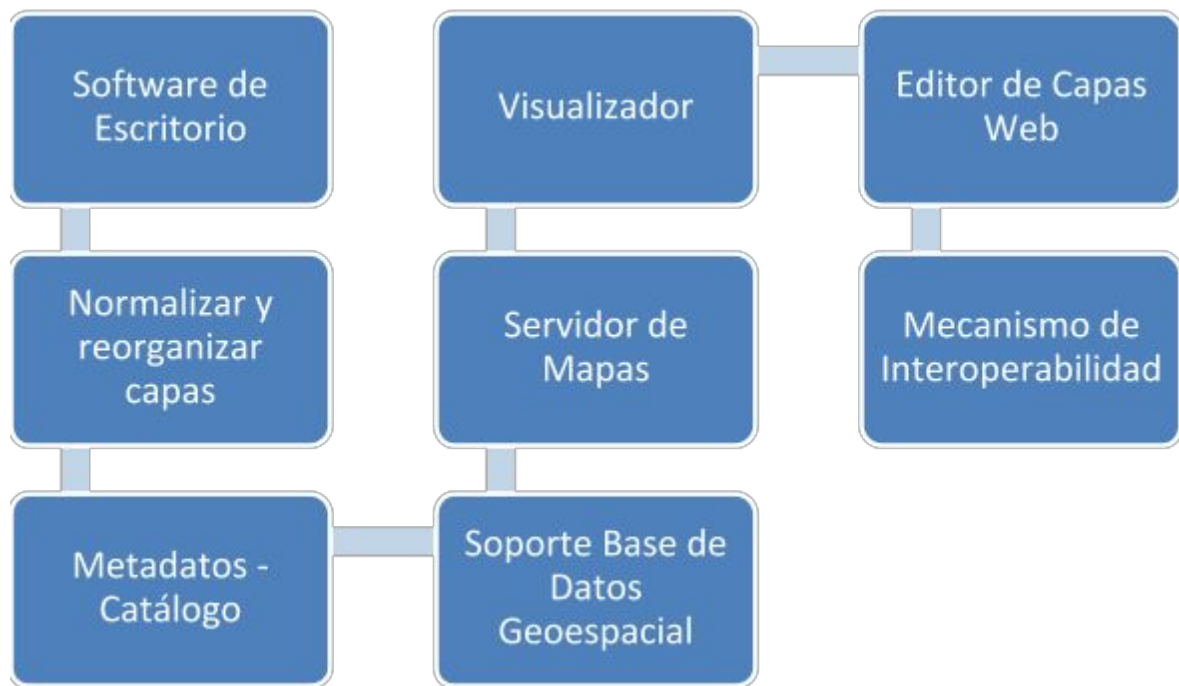 Software de
Escritorio
Normalizar y
reorganizar
capas
Metadatos -
Catálogo
Soporte Base de
Datos
Geoespacial
Servidor de
Mapas
Visualizador
Editor de Capas
Web
Mecanismo de
Interoperabilidad